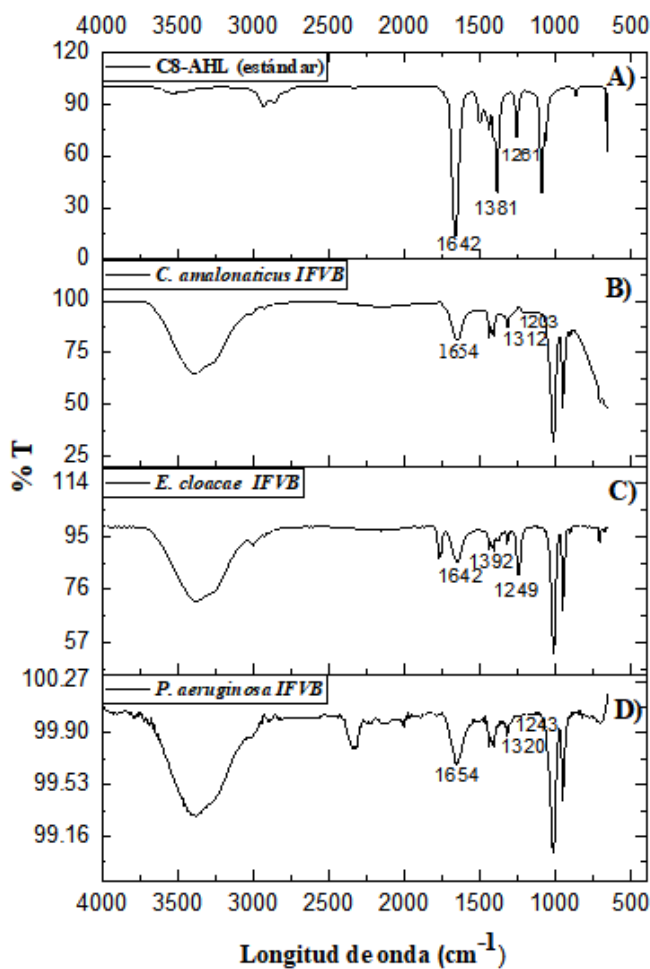 4000 3500 3000 2500 2000 1500 1000 500
120
C8-AHL (estándar)
A)
90
60
1261
30
1381
1642
0
C. amalonaticus IFVB
B)
100
1203
1312
75
1654
50
25
% T
114
E. cloacae IFVB
C)
95
1392
1642
76
1249
57
100.27
P. aeruginosa IFVB
D)
99.90
1243
1320
1654
99.53
99.16
4000 3500 3000 2500 2000 1500 1000 500
Longitud de onda (cm⁻¹)